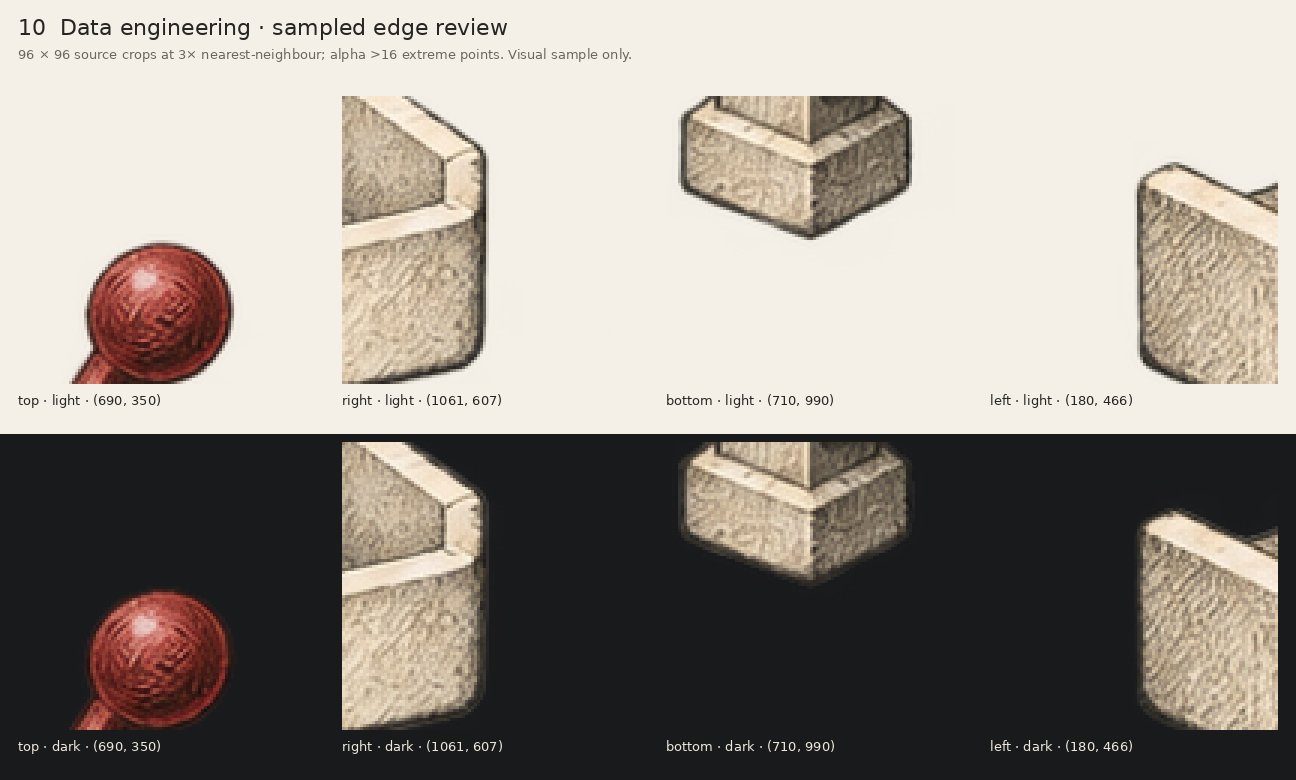 10 Data engineering · sampled edge review
96 × 96 source crops at 3× nearest-neighbour; alpha >16 extreme points. Visual sample only.
top · light · (690, 350)
right · light · (1061, 607)
bottom · light · (710, 990)
left · light · (180, 466)
top · dark · (690, 350)
right · dark · (1061, 607)
bottom · dark · (710, 990)
left · dark · (180, 466)